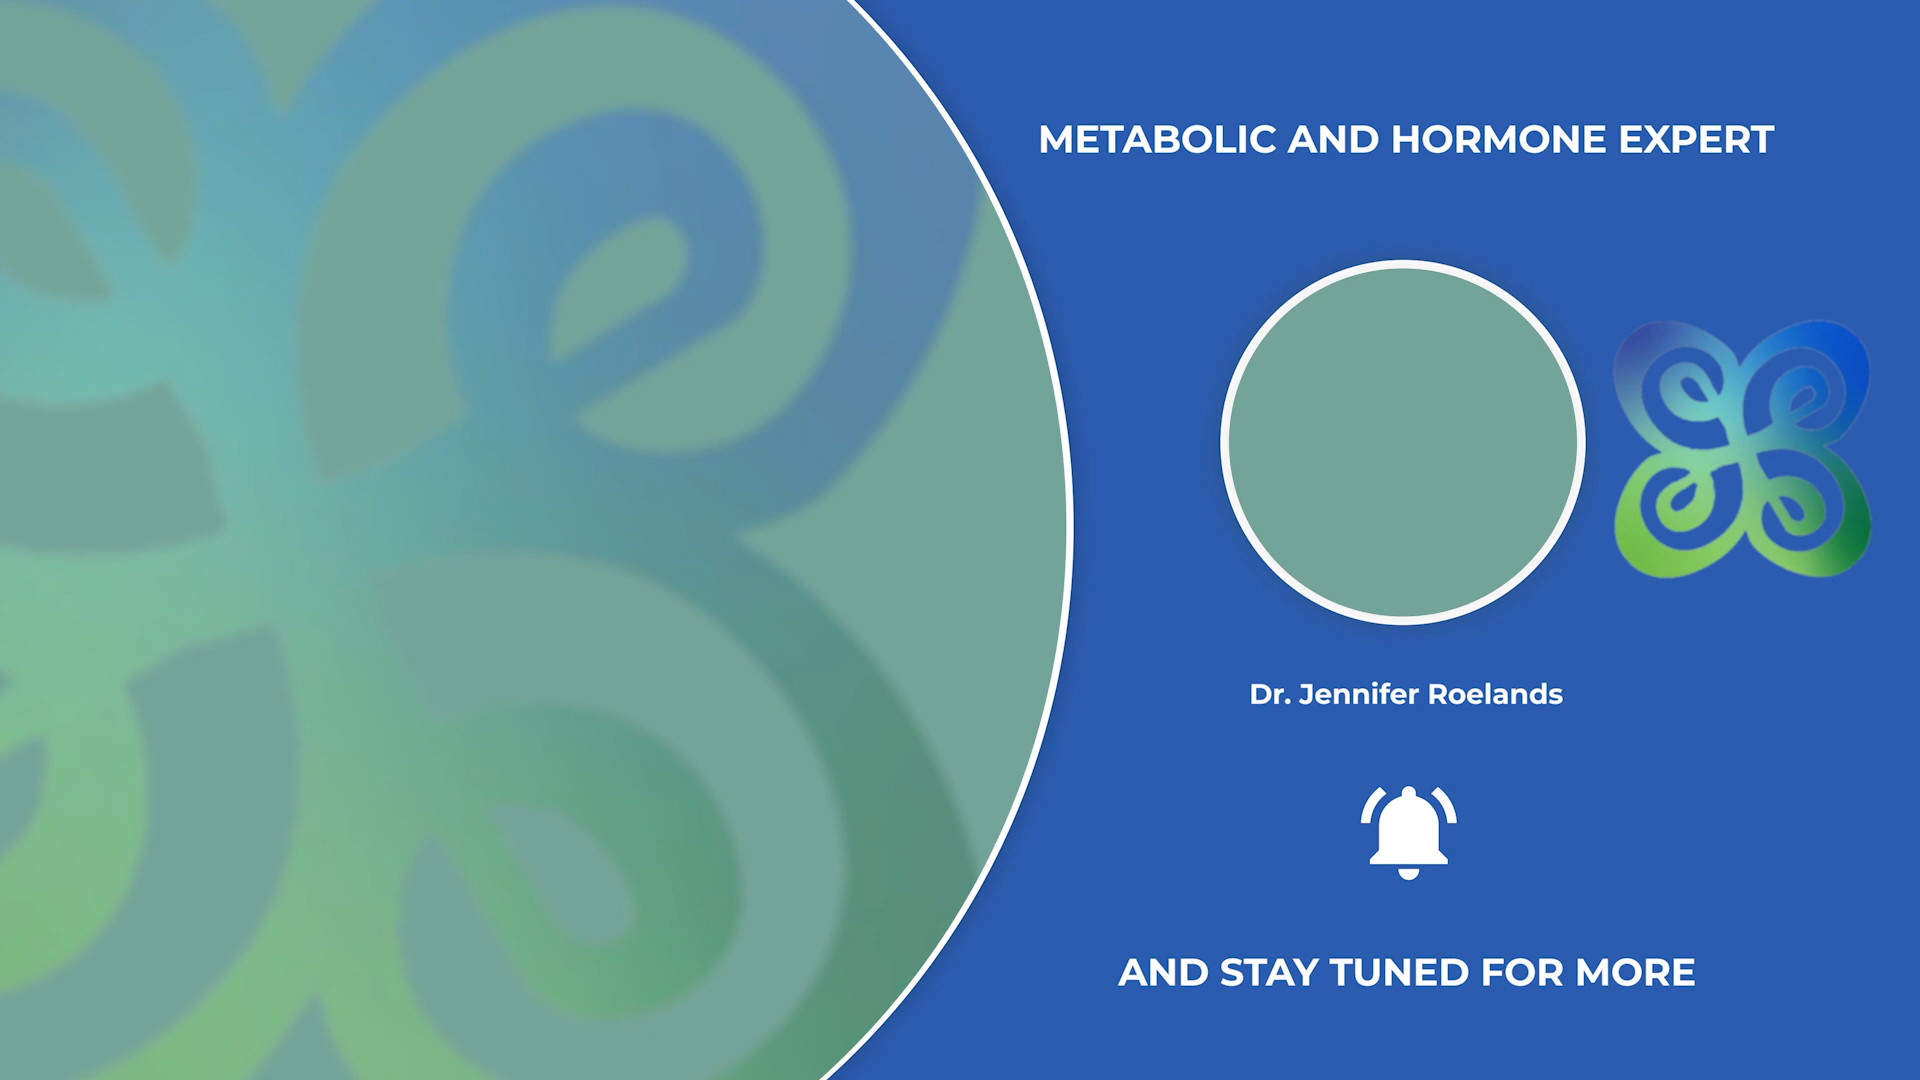 METABOLIC AND HORMONE EXPERT
Dr. Jennifer Roelands
AND STAY TUNED FOR MORE